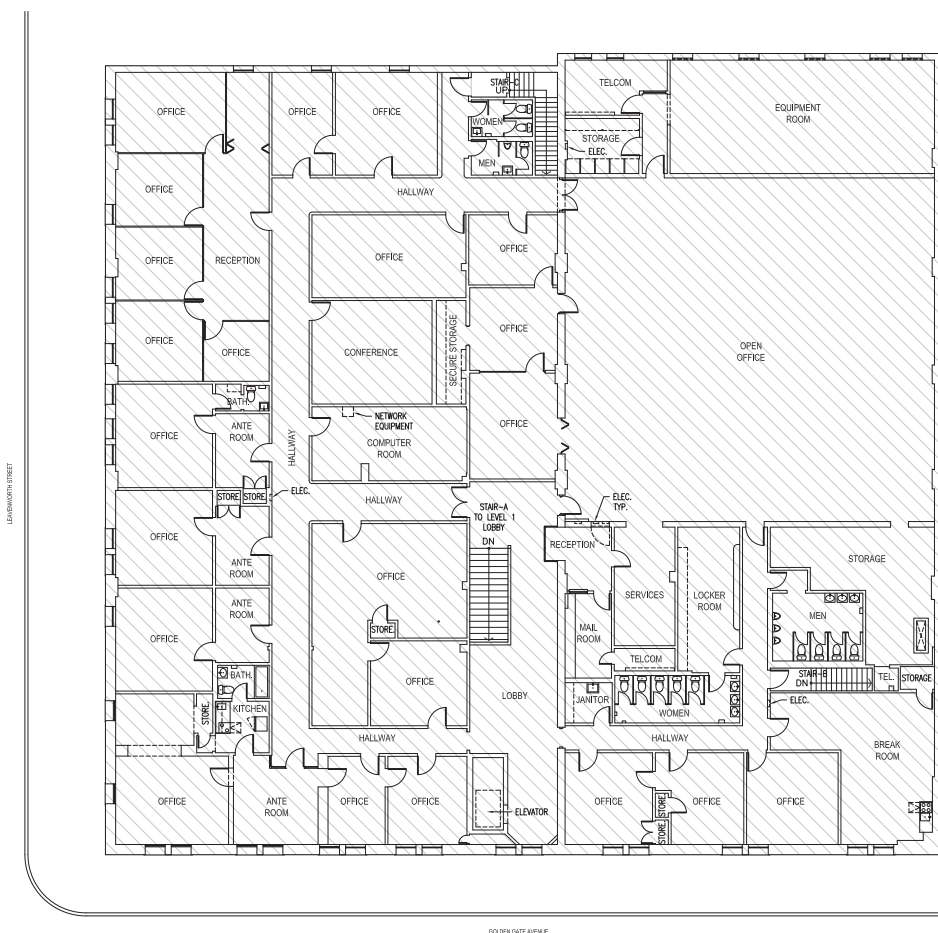 STAIR-C
UP
TELCOM
OFFICE
OFFICE
OFFICE
EQUIPMENT
ROOM
WOMEN
STORAGE
ELEC.
MEN
OFFICE
HALLWAY
OFFICE
RECEPTION
OFFICE
OFFICE
OFFICE
OFFICE
OFFICE
CONFERENCE
SECURE STORAGE
OFFICE
OPEN
OFFICE
BATH.
NETWORK
EQUIPMENT
COMPUTER
ROOM
OFFICE
ANTE
ROOM
OFFICE
HALLWAY
LEAVENWORTH STREET
STORE.
STORE.
ELEC.
HALLWAY
STAIR-A
TO LEVEL 1
LOBBY
DN
ELEC.
TYP.
OFFICE
RECEPTION
STORAGE
ANTE
ROOM
OFFICE
SERVICES
LOCKER
ROOM
ANTE
ROOM
OFFICE
STORE.
MAIL
ROOM
MEN
TELCOM
BATH.
OFFICE
LOBBY
STAIR-B
DN
TEL.
STORAGE
STORE.
KITCHEN
JANITOR
WOMEN
ELEC.
HALLWAY
HALLWAY
BREAK
ROOM
OFFICE
ANTE
ROOM
OFFICE
OFFICE
ELEVATOR
OFFICE
STORE.
STORE.
OFFICE
OFFICE
GOLDEN GATE AVENUE